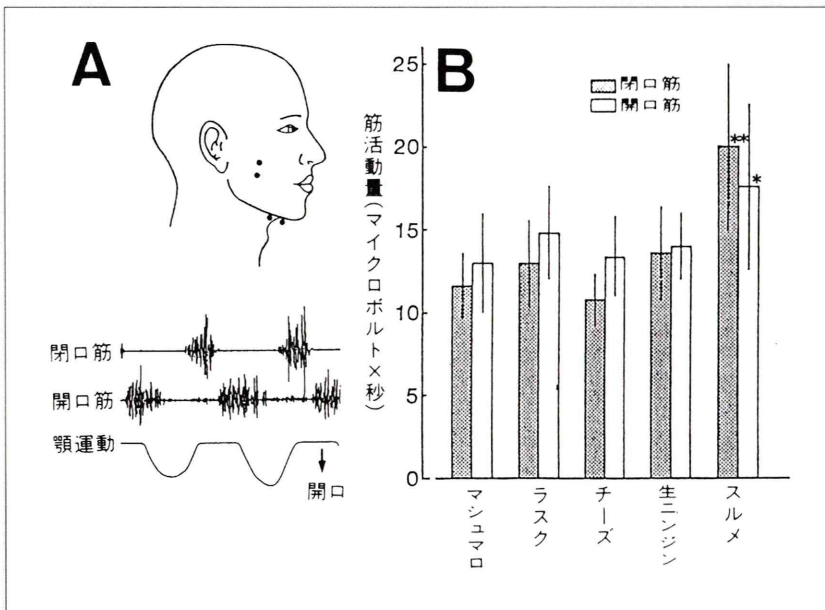 A
閉口筋
開口筋
顎運動
開口
B
筋活動量(マイクロボルト×秒)
25
20
15
10
5
0
閉口筋
開口筋
**
*
マシュマロ
ラスク
チーズ
生ニンジン
スルメ